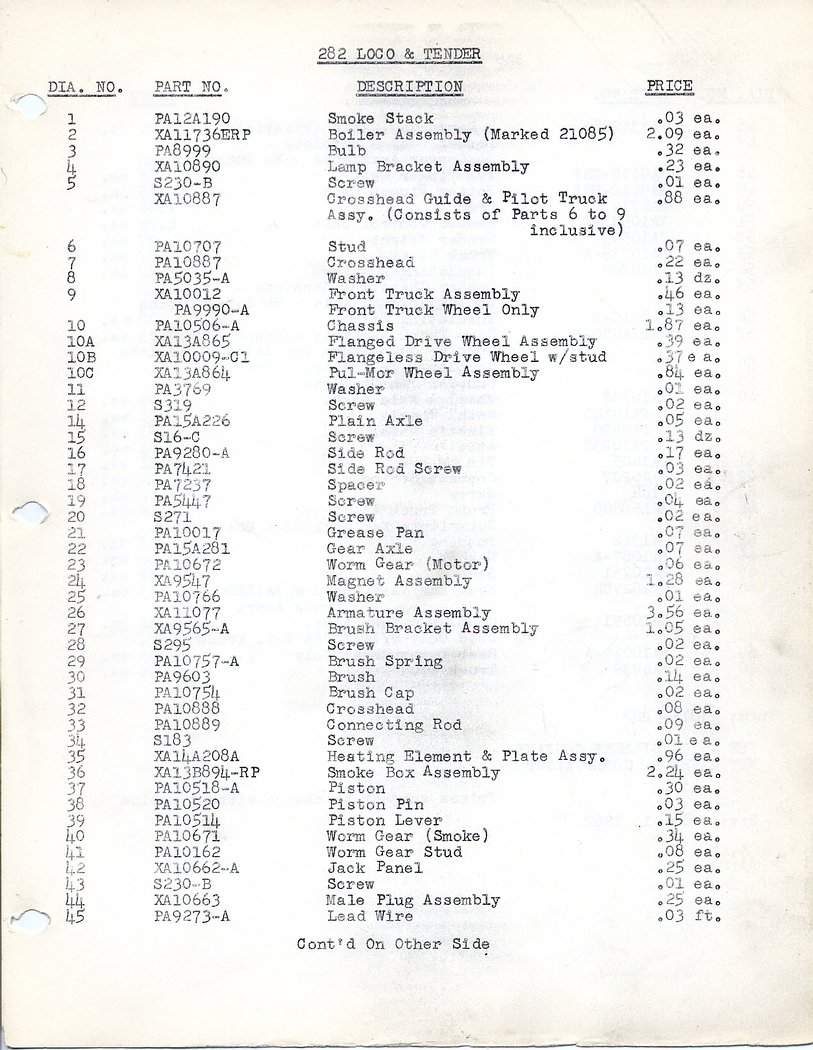 282 LOCO & TENDER
DIA. NO. PART NO. DESCRIPTION PRICE
1 PA12A190 Smoke Stack .03 ea.
2 XA11736ERP Boiler Assembly (Marked 21085) 2.09 ea.
3 PA8999 Bulb .32 ea.
4 XA10890 Lamp Bracket Assembly .23 ea.
5 S230-B Screw .01 ea.
XA10887 Crosshead Guide & Pilot Truck .88 ea.
Assy. (Consists of Parts 6 to 9
inclusive)
6 PA10707 Stud .07 ea.
7 PA10887 Crosshead .22 ea.
8 PA5035-A Washer .13 dz.
9 XA10012 Front Truck Assembly .46 ea.
PA9990-A Front Truck Wheel Only .13 ea.
10 PA10506-A Chassis 1.87 ea.
10A XA13A865 Flanged Drive Wheel Assembly .39 ea.
10B XA10009-C1 Flangeless Drive Wheel w/stud .37e a.
10C XA13A864 Pul-Mor Wheel Assembly .84 ea.
11 PA3769 Washer .01 ea.
12 S319 Screw .02 ea.
14 PA15A226 Plain Axle .05 ea.
15 S16-C Screw .13 dz.
16 PA9280-A Side Rod .17 ea.
17 PA7421 Side Rod Screw .03 ea.
18 PA7237 Spacer .02 ea.
19 PA5447 Screw .04 ea.
20 S271 Screw .02 ea.
21 PA10017 Grease Pan .07 ea.
22 PA15A281 Gear Axle .07 ea.
23 PA10672 Worm Gear (Motor) .06 ea.
24 XA9547 Magnet Assembly 1.28 ea.
25 PA10766 Washer .01 ea.
26 XA11077 Armature Assembly 3.56 ea.
27 XA9565-A Brush Bracket Assembly 1.05 ea.
28 S295 Screw .02 ea.
29 PA10757-A Brush Spring .02 ea.
30 PA9603 Brush .14 ea.
31 PA10754 Brush Cap .02 ea.
32 PA10888 Crosshead .08 ea.
33 PA10889 Connecting Rod .09 ea.
34 S183 Screw .01 e a.
35 XA14A208A Heating Element & Plate Assy. .96 ea.
36 XA13B894-RP Smoke Box Assembly 2.24 ea.
37 PA10518-A Piston .30 ea.
38 PA10520 Piston Pin .03 ea.
39 PA10514 Piston Lever .15 ea.
40 PA10671 Worm Gear (Smoke) .34 ea.
41 PA10162 Worm Gear Stud .08 ea.
42 XA10662-A Jack Panel .25 ea.
43 S230-B Screw .01 ea.
44 XA10663 Male Plug Assembly .25 ea.
45 PA9273-A Lead Wire .03 ft.
Cont'd On Other Side